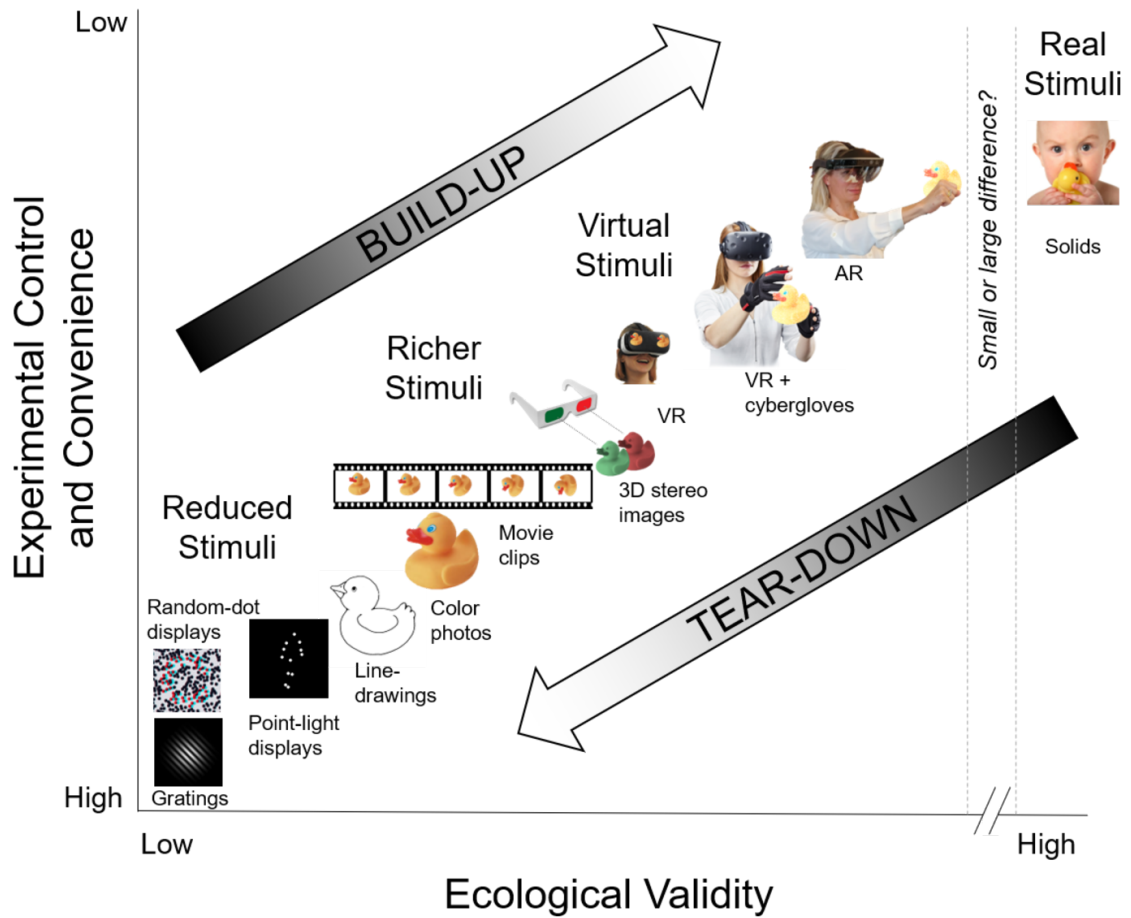 Low
Real
Stimuli
Small or large difference?
BUILD-UP
Solids
Virtual
Stimuli
AR
Experimental Control
and Convenience
Richer
Stimuli
VR +
cybergloves
VR
3D stereo
images
Reduced
Stimuli
Movie
clips
TEAR-DOWN
Random-dot
displays
Color
photos
Line-
drawings
Point-light
displays
Gratings
High
Low
High
Ecological Validity